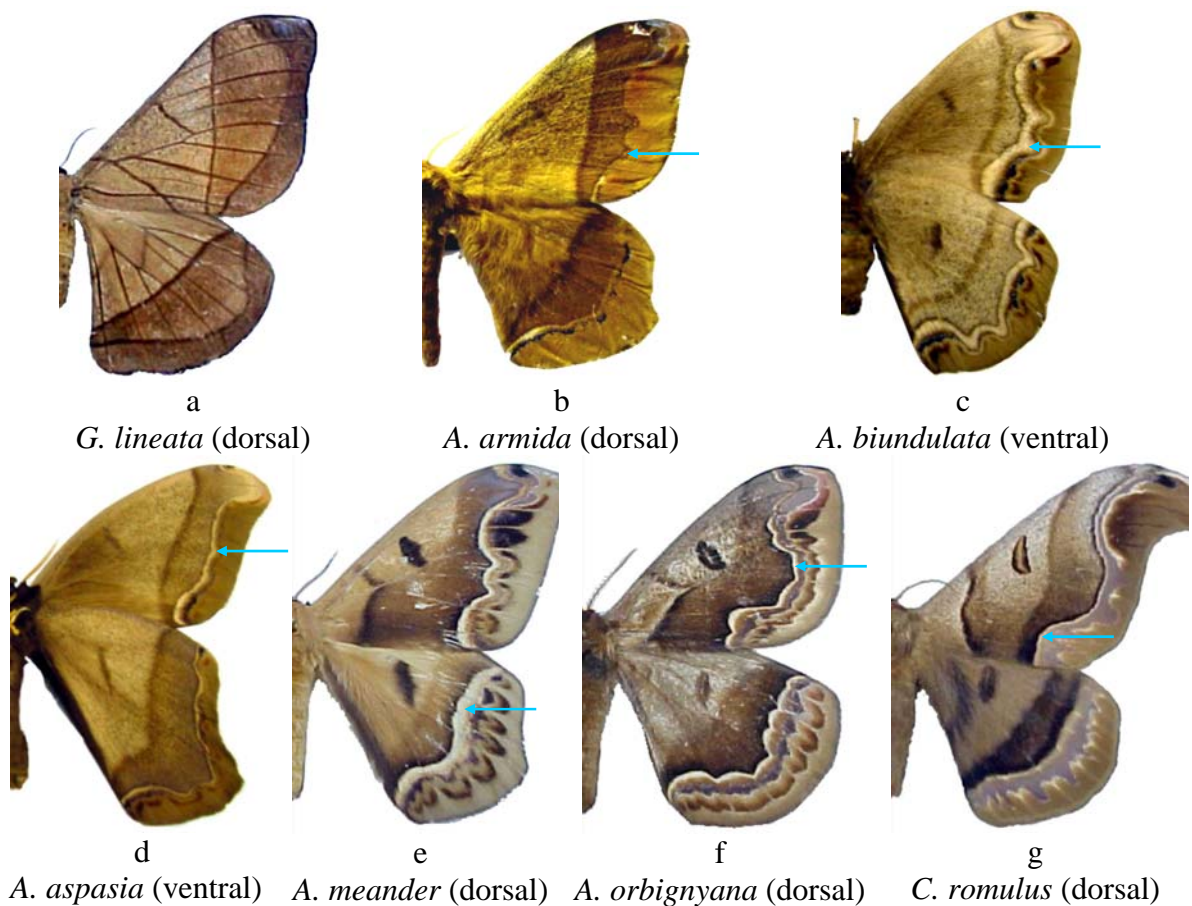 a b c
G. lineata (dorsal) A. armida (dorsal) A. biundulata (ventral)
d e f g
A. aspasia (ventral) A. meander (dorsal) A. orbignyana (dorsal) C. romulus (dorsal)